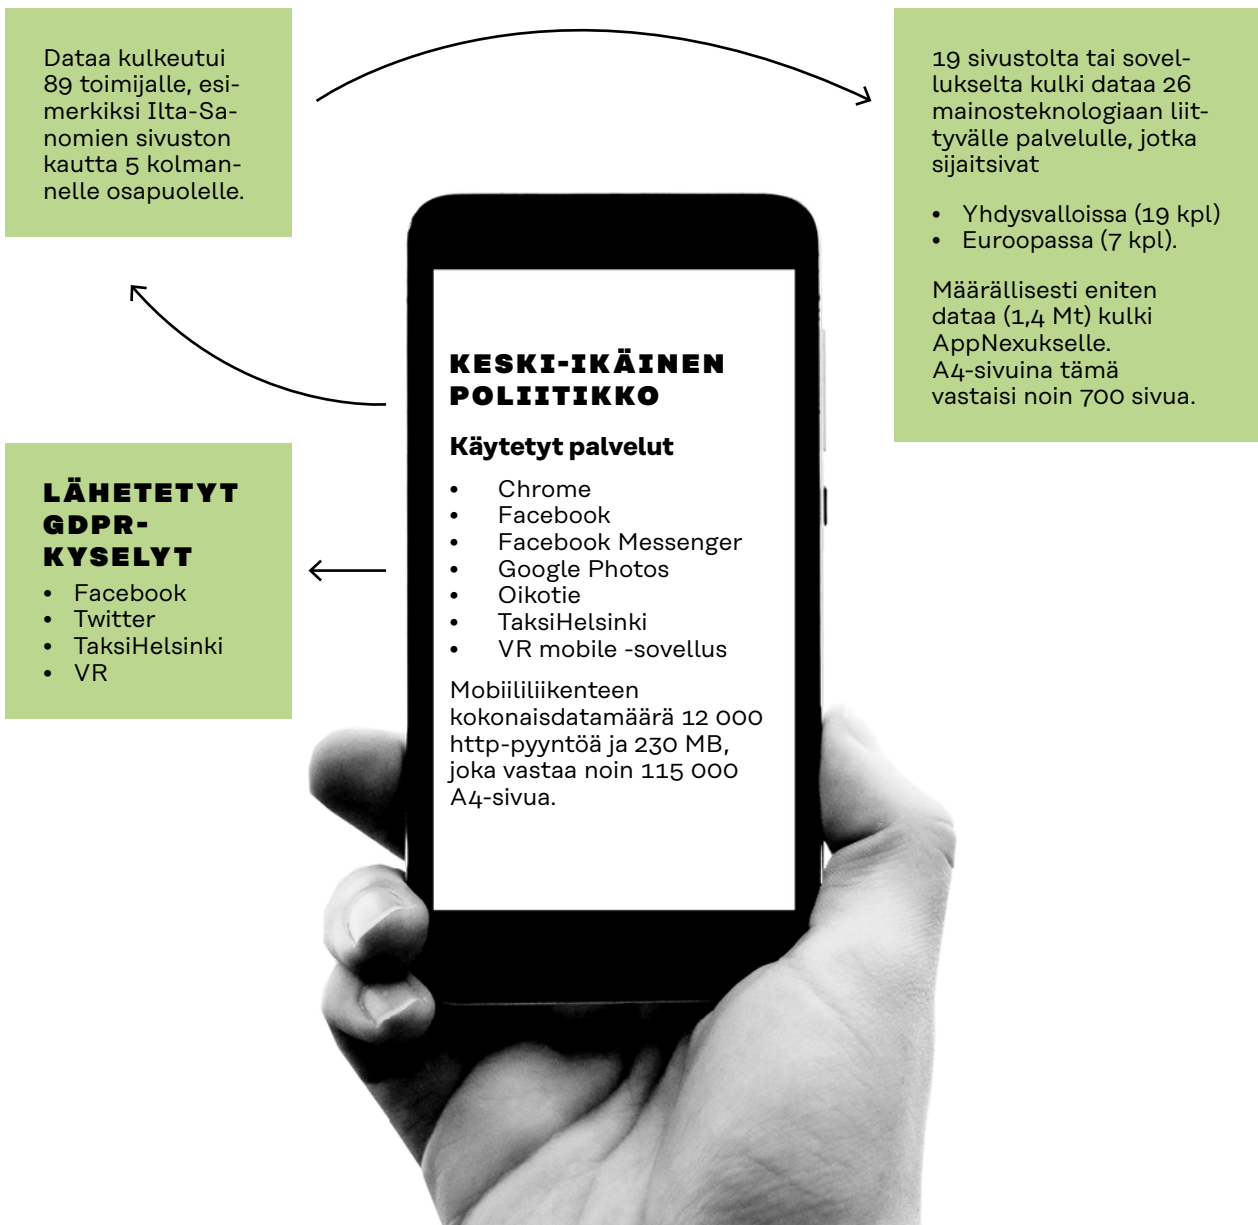 Dataa kulkeutui
89 toimijalle, esi-
merkiksi Ilta-Sa-
nomien sivuston
kautta 5 kolman-
nelle osapuolelle.
19 sivustolta tai sovel-
lukselta kulki dataa 26
mainosteknologiaan liit-
tyvälle palvelulle, jotka
sijaitsivat
• Yhdysvalloissa (19 kpl)
• Euroopassa (7 kpl).
Määrällisesti eniten
dataa (1,4 Mt) kulki
AppNexukselle.
A4-sivuina tämä
vastaisi noin 700 sivua.
KESKI-IKÄINEN
POLIITIKKO
Käytetyt palvelut
• Chrome
• Facebook
• Facebook Messenger
• Google Photos
• Oikotie
• TaksiHelsinki
• VR mobile -sovellus
Mobiililiikenteen
kokonaisdatamäärä 12 000
http-pyyntöä ja 230 MB,
joka vastaa noin 115 000
A4-sivua.
LÄHETETYT
GDPR-
KYSELYT
• Facebook
• Twitter
• TaksiHelsinki
• VR